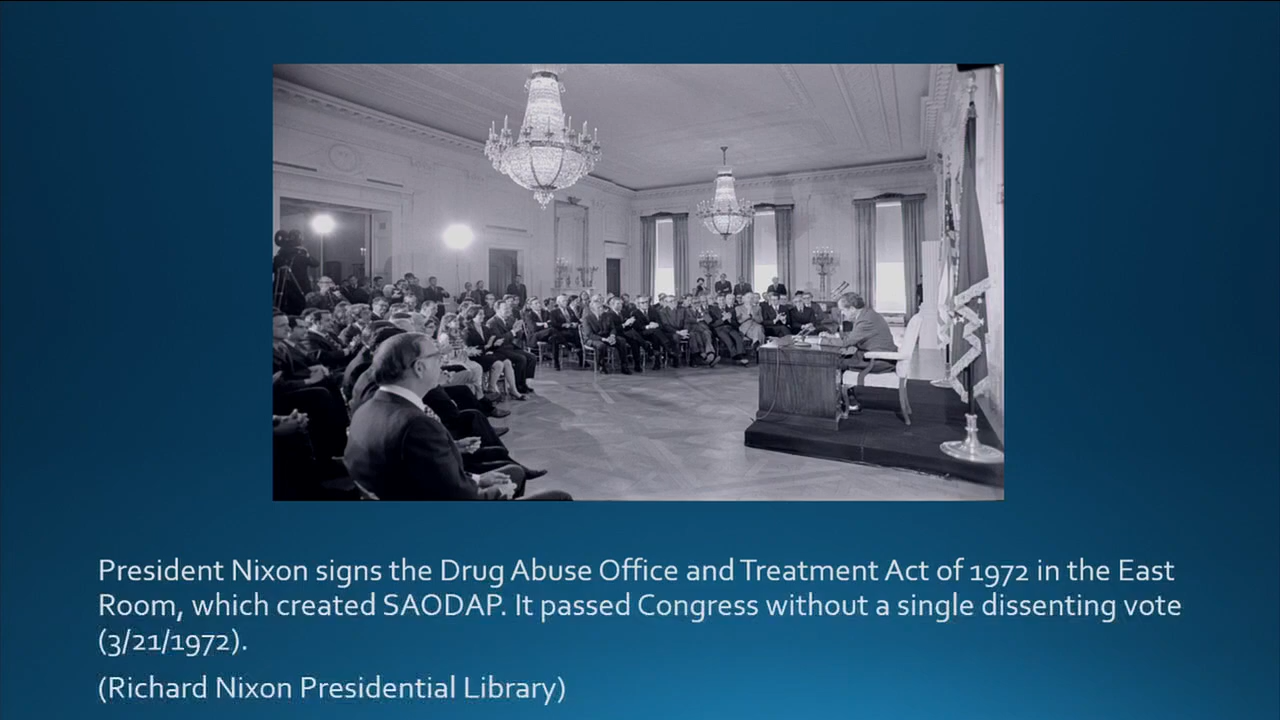 President Nixon signs the Drug Abuse Office and Treatment Act of 1972 in the East
Room, which created SAODAP. It passed Congress without a single dissenting vote
(3/21/1972).
(Richard Nixon Presidential Library)